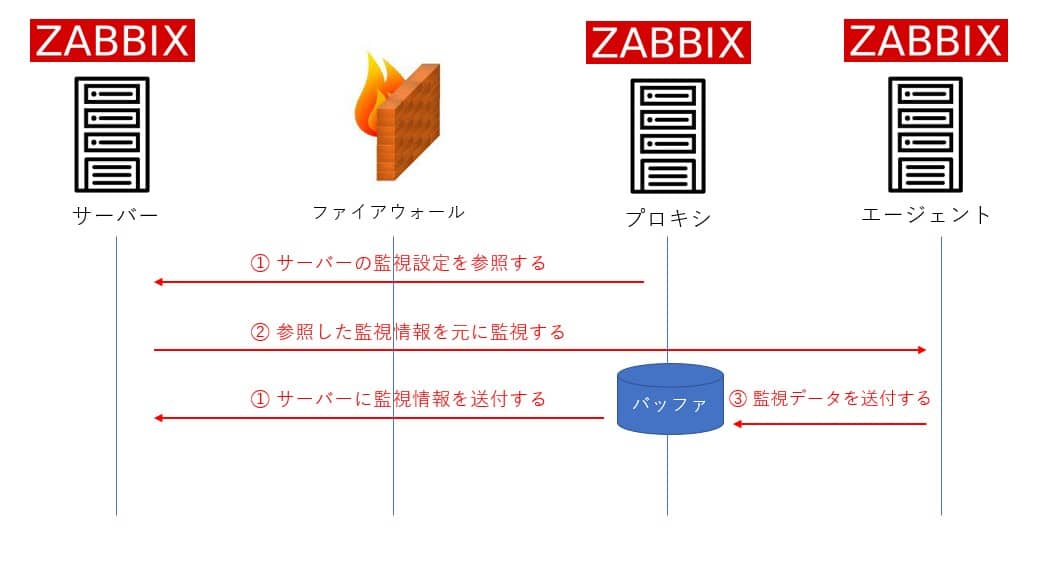 ZABBIX
ZABBIX
ZABBIX
サーバー
ファイアウォール
プロキシ
エージェント
① サーバーの監視設定を参照する
② 参照した監視情報を元に監視する
① サーバーに監視情報を送付する
バッファ
③ 監視データを送付する